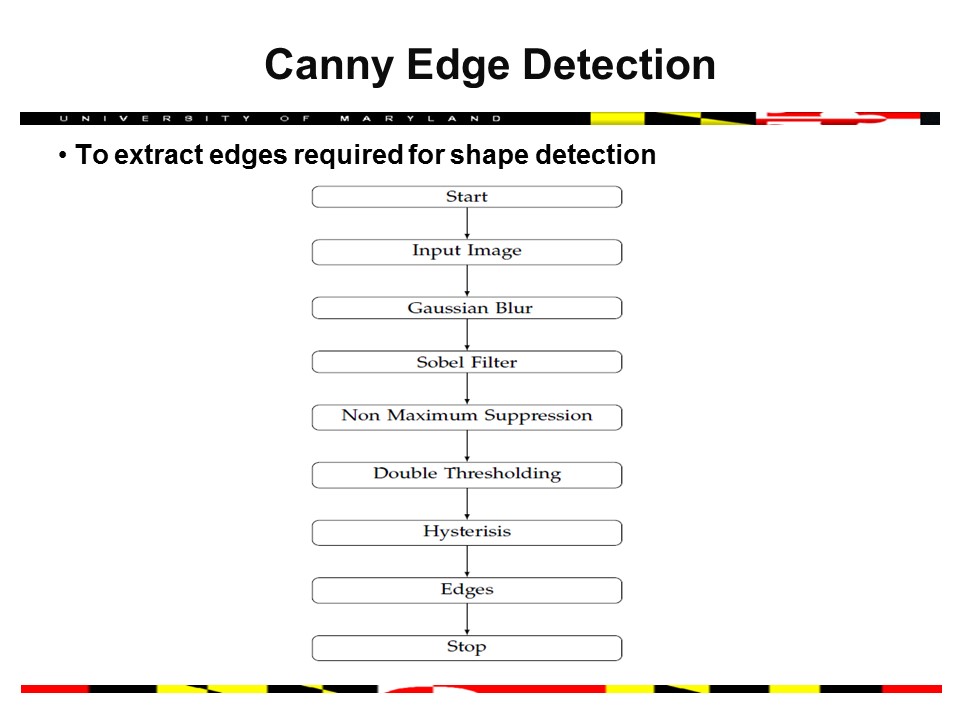 Canny Edge Detection
UNIVERSITY OF MARYLAND
• To extract edges required for shape detection
Start
Input Image
Gaussian Blur
Sobel Filter
Non Maximum Suppression
Double Thresholding
Hysterisis
Edges
Stop